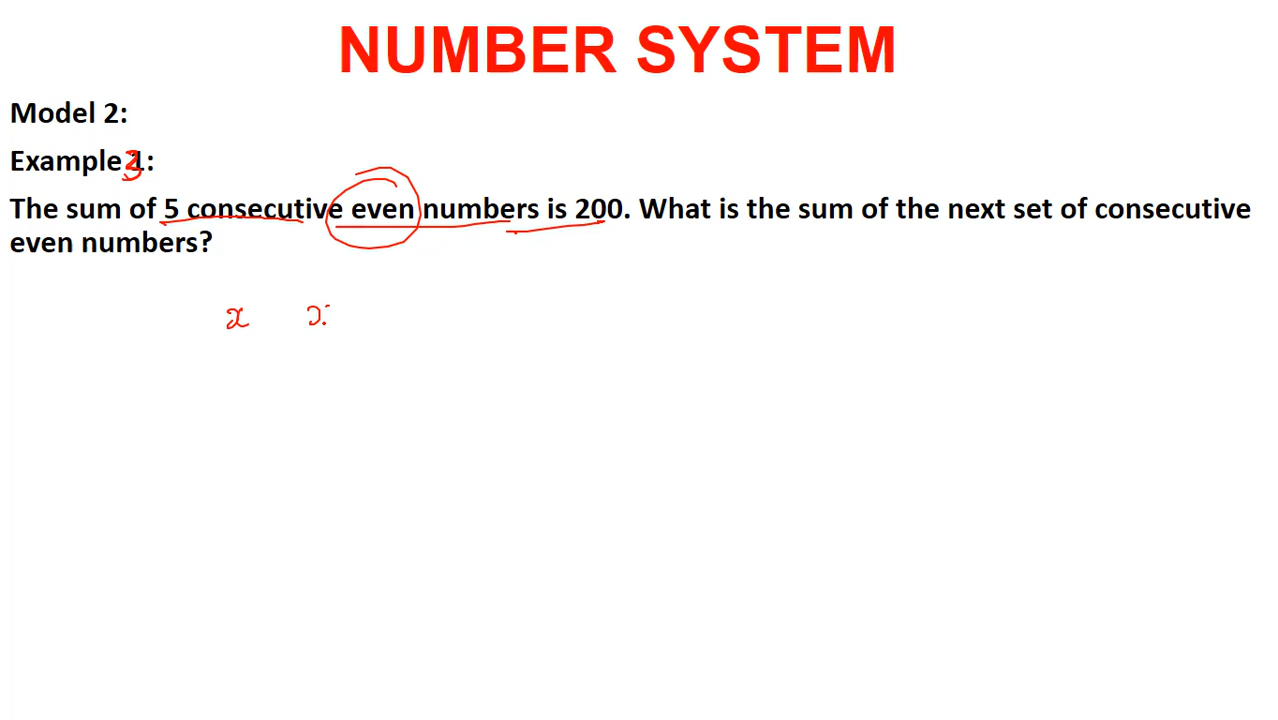 NUMBER SYSTEM
Model 2:
Example 3:
The sum of 5 consecutive even numbers is 200. What is the sum of the next set of consecutive
even numbers?
x x